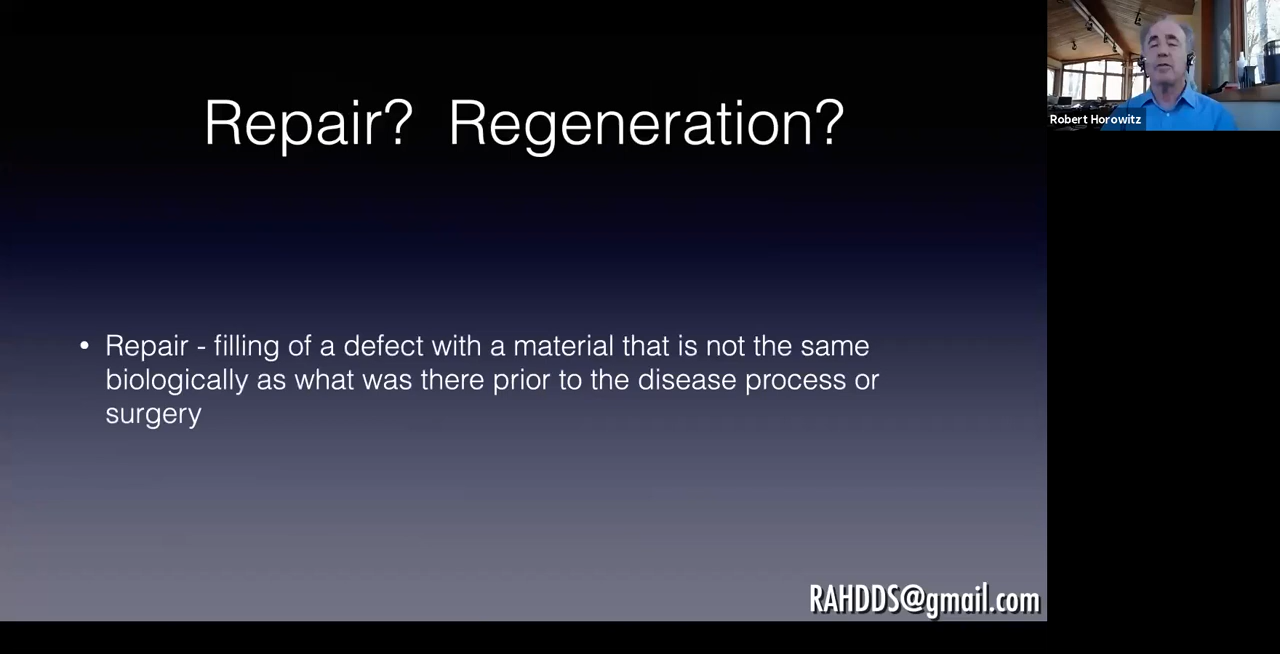 Repair? Regeneration?
Robert Horowitz
• Repair - filling of a defect with a material that is not the same
biologically as what was there prior to the disease process or
surgery
RAHDDS@gmail.com